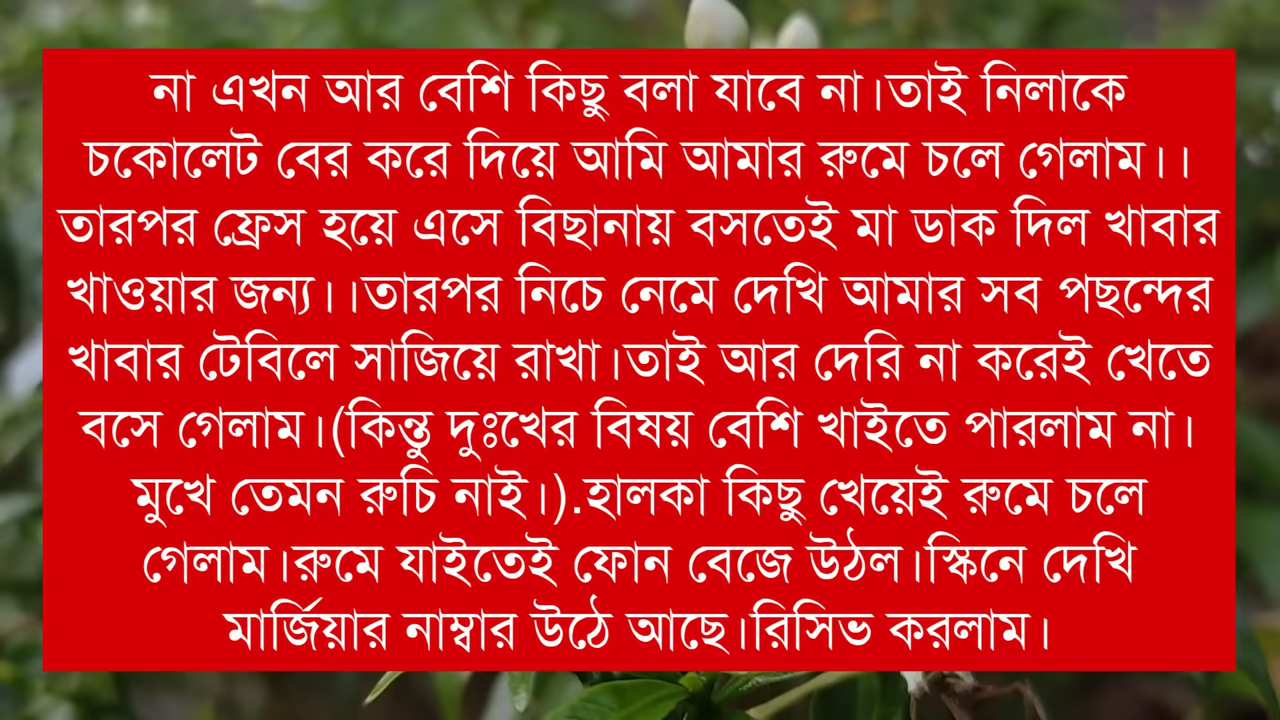 না এখন আর বেশি কিছু বলা যাবে না।তাই নিলাকে
চকোলেট বের করে দিয়ে আমি আমার রুমে চলে গেলাম।।
তারপর ফ্রেস হয়ে এসে বিছানায় বসতেই মা ডাক দিল খাবার
খাওয়ার জন্য।।তারপর নিচে নেমে দেখি আমার সব পছন্দের
খাবার টেবিলে সাজিয়ে রাখা।তাই আর দেরি না করেই খেতে
বসে গেলাম।(কিন্তু দুঃখের বিষয় বেশি খাইতে পারলাম না।
মুখে তেমন রুচি নাই।).হালকা কিছু খেয়েই রুমে চলে
গেলাম।রুমে যাইতেই ফোন বেজে উঠল।স্কিনে দেখি
মার্জিয়ার নাম্বার উঠে আছে।রিসিভ করলাম।